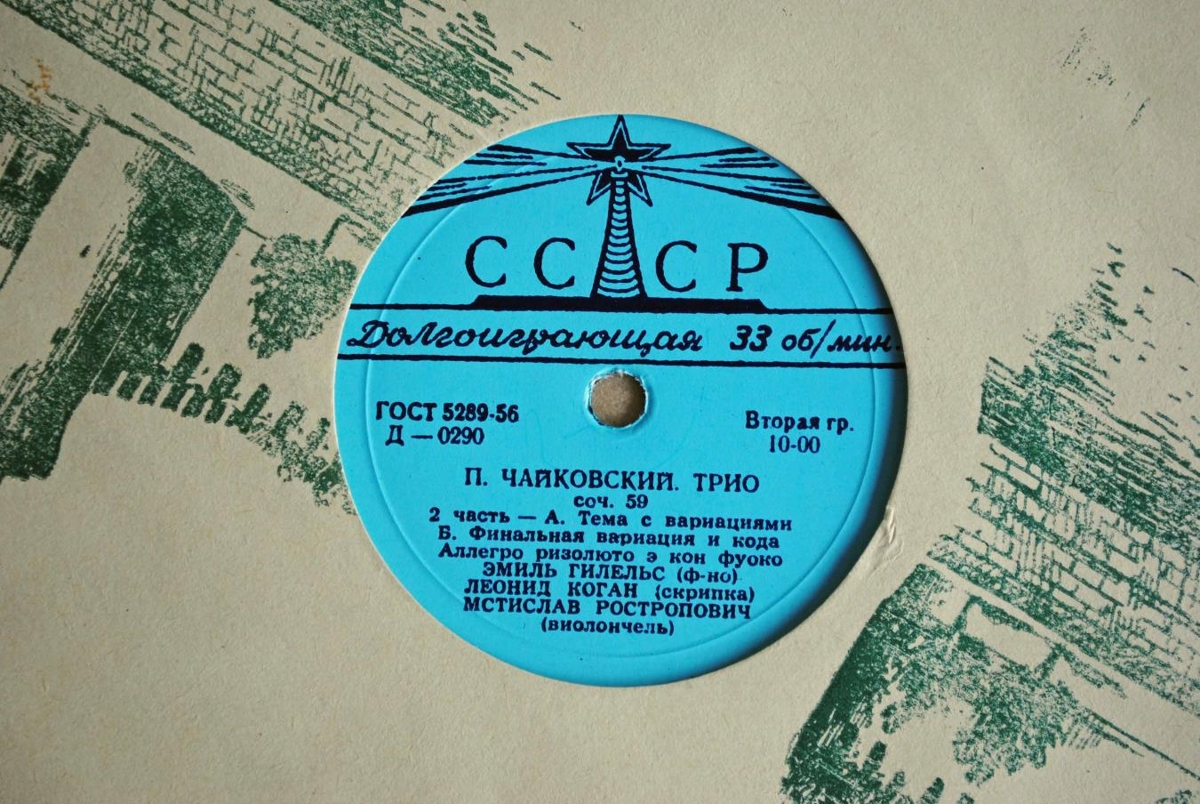 СССР
Долгоиграющая 33 об/мин.
ГОСТ 5289-56
Д — 0290
Вторая гр.
10-00
П. ЧАЙКОВСКИЙ. ТРИО
соч. 59
2 часть — А. Тема с вариациями
Б. Финальная вариация и кода
Аллегро ризолюто э кон фуоко
ЭМИЛЬ ГИЛЕЛЬС (ф-но)
ЛЕОНИД КОГАН (скрипка)
МСТИСЛАВ РОСТРОПОВИЧ
(виолончель)